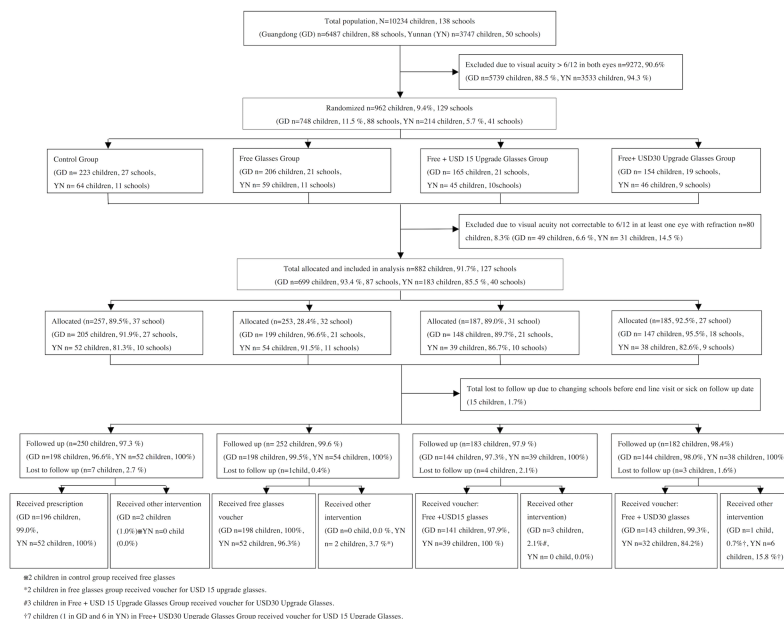 Total population, N=10234 children, 138 schools
(Guangdong (GD) n=6487 children, 88 schools, Yunnan (YN) n=3747 children, 50 schools)
Excluded due to visual acuity > 6/12 in both eyes n=9272, 90.6%
(GD n=5739 children, 88.5 %, YN n=3533 children, 94.3 %)
Randomized n=962 children, 9.4%, 129 schools
(GD n=748 children, 11.5 %, 88 schools, YN n=214 children, 5.7 %, 41 schools)
Control Group
(GD n= 223 children, 27 schools,
YN n= 64 children, 11 schools)
Free Glasses Group
(GD n= 206 children, 21 schools,
YN n= 59 children, 11 schools)
Free + USD 15 Upgrade Glasses Group
(GD n= 165 children, 21 schools,
YN n= 45 children, 10schools)
Free+ USD30 Upgrade Glasses Group
(GD n= 154 children, 19 schools,
YN n= 46 children, 9 schools)
Excluded due to visual acuity not correctable to 6/12 in at least one eye with refraction n=80
children, 8.3% (GD n= 49 children, 6.6 %, YN n= 31 children, 14.5 %)
Total allocated and included in analysis n=882 children, 91.7%, 127 schools
(GD n=699 children, 93.4 %, 87 schools, YN n=183 children, 85.5 %, 40 schools)
Allocated (n=257, 89.5%, 37 school)
(GD n= 205 children, 91.9%, 27 schools,
YN n= 52 children, 81.3%, 10 schools)
Allocated (n=253, 28.4%, 32 school)
(GD n= 199 children, 96.6%, 21 schools,
YN n= 54 children, 91.5%, 11 schools)
Allocated (n=187, 89.0%, 31 school)
(GD n= 148 children, 89.7%, 21 schools,
YN n= 39 children, 86.7%, 10 schools)
Allocated (n=185, 92.5%, 27 school)
(GD n= 147 children, 95.5%, 18 schools,
YN n= 38 children, 82.6%, 9 schools)
Total lost to follow up due to changing schools before end line visit or sick on follow up date
(15 children, 1.7%)
Followed up (n=250 children, 97.3 %)
(GD n=198 children, 96.6%, YN n=52 children, 100%)
Lost to follow up (n=7 children, 2.7 %)
Followed up (n= 252 children, 99.6 %)
(GD n=198 children, 99.5%, YN n=54 children, 100%)
Lost to follow up (n=1child, 0.4%)
Followed up (n=183 children, 97.9 %)
(GD n=144 children, 97.3%, YN n=39 children, 100%)
Lost to follow up (n=4 children, 2.1%)
Followed up (n=182 children, 98.4%)
(GD n=144 children, 98.0%, YN n=38 children, 100%)
Lost to follow up (n=3 children, 1.6%)
Received prescription
(GD n=196 children,
99.0%,
YN n=52 children, 100%)
Received other intervention
(GD n=2 children
(1.0%)※YN n=0 child
(0.0%)
Received free glasses
voucher
(GD n=198 children, 100%,
YN n=52 children, 96.3%)
Received other
intervention
(GD n=0 child, 0.0 %, YN
n= 2 children, 3.7 %*)
Received voucher:
Free +USD15 glasses
(GD n=141 children, 97.9%,
YN n=39 children, 100 %)
Received other
intervention)
(GD n=3 children,
2.1%#,
YN n= 0 child, 0.0%)
Received voucher:
Free + USD30 glasses
(GD n=143 children, 99.3%,
YN n=32 children, 84.2%)
Received other
intervention
(GD n=1 child,
0.7%†, YN n=6
children, 15.8 %†)
※2 children in control group received free glasses
*2 children in free glasses group received voucher for USD 15 upgrade glasses.
#3 children in Free + USD 15 Upgrade Glasses Group received voucher for USD30 Upgrade Glasses.
†7 children (1 in GD and 6 in YN) in Free+ USD30 Upgrade Glasses Group received voucher for USD 15 Upgrade Glasses.